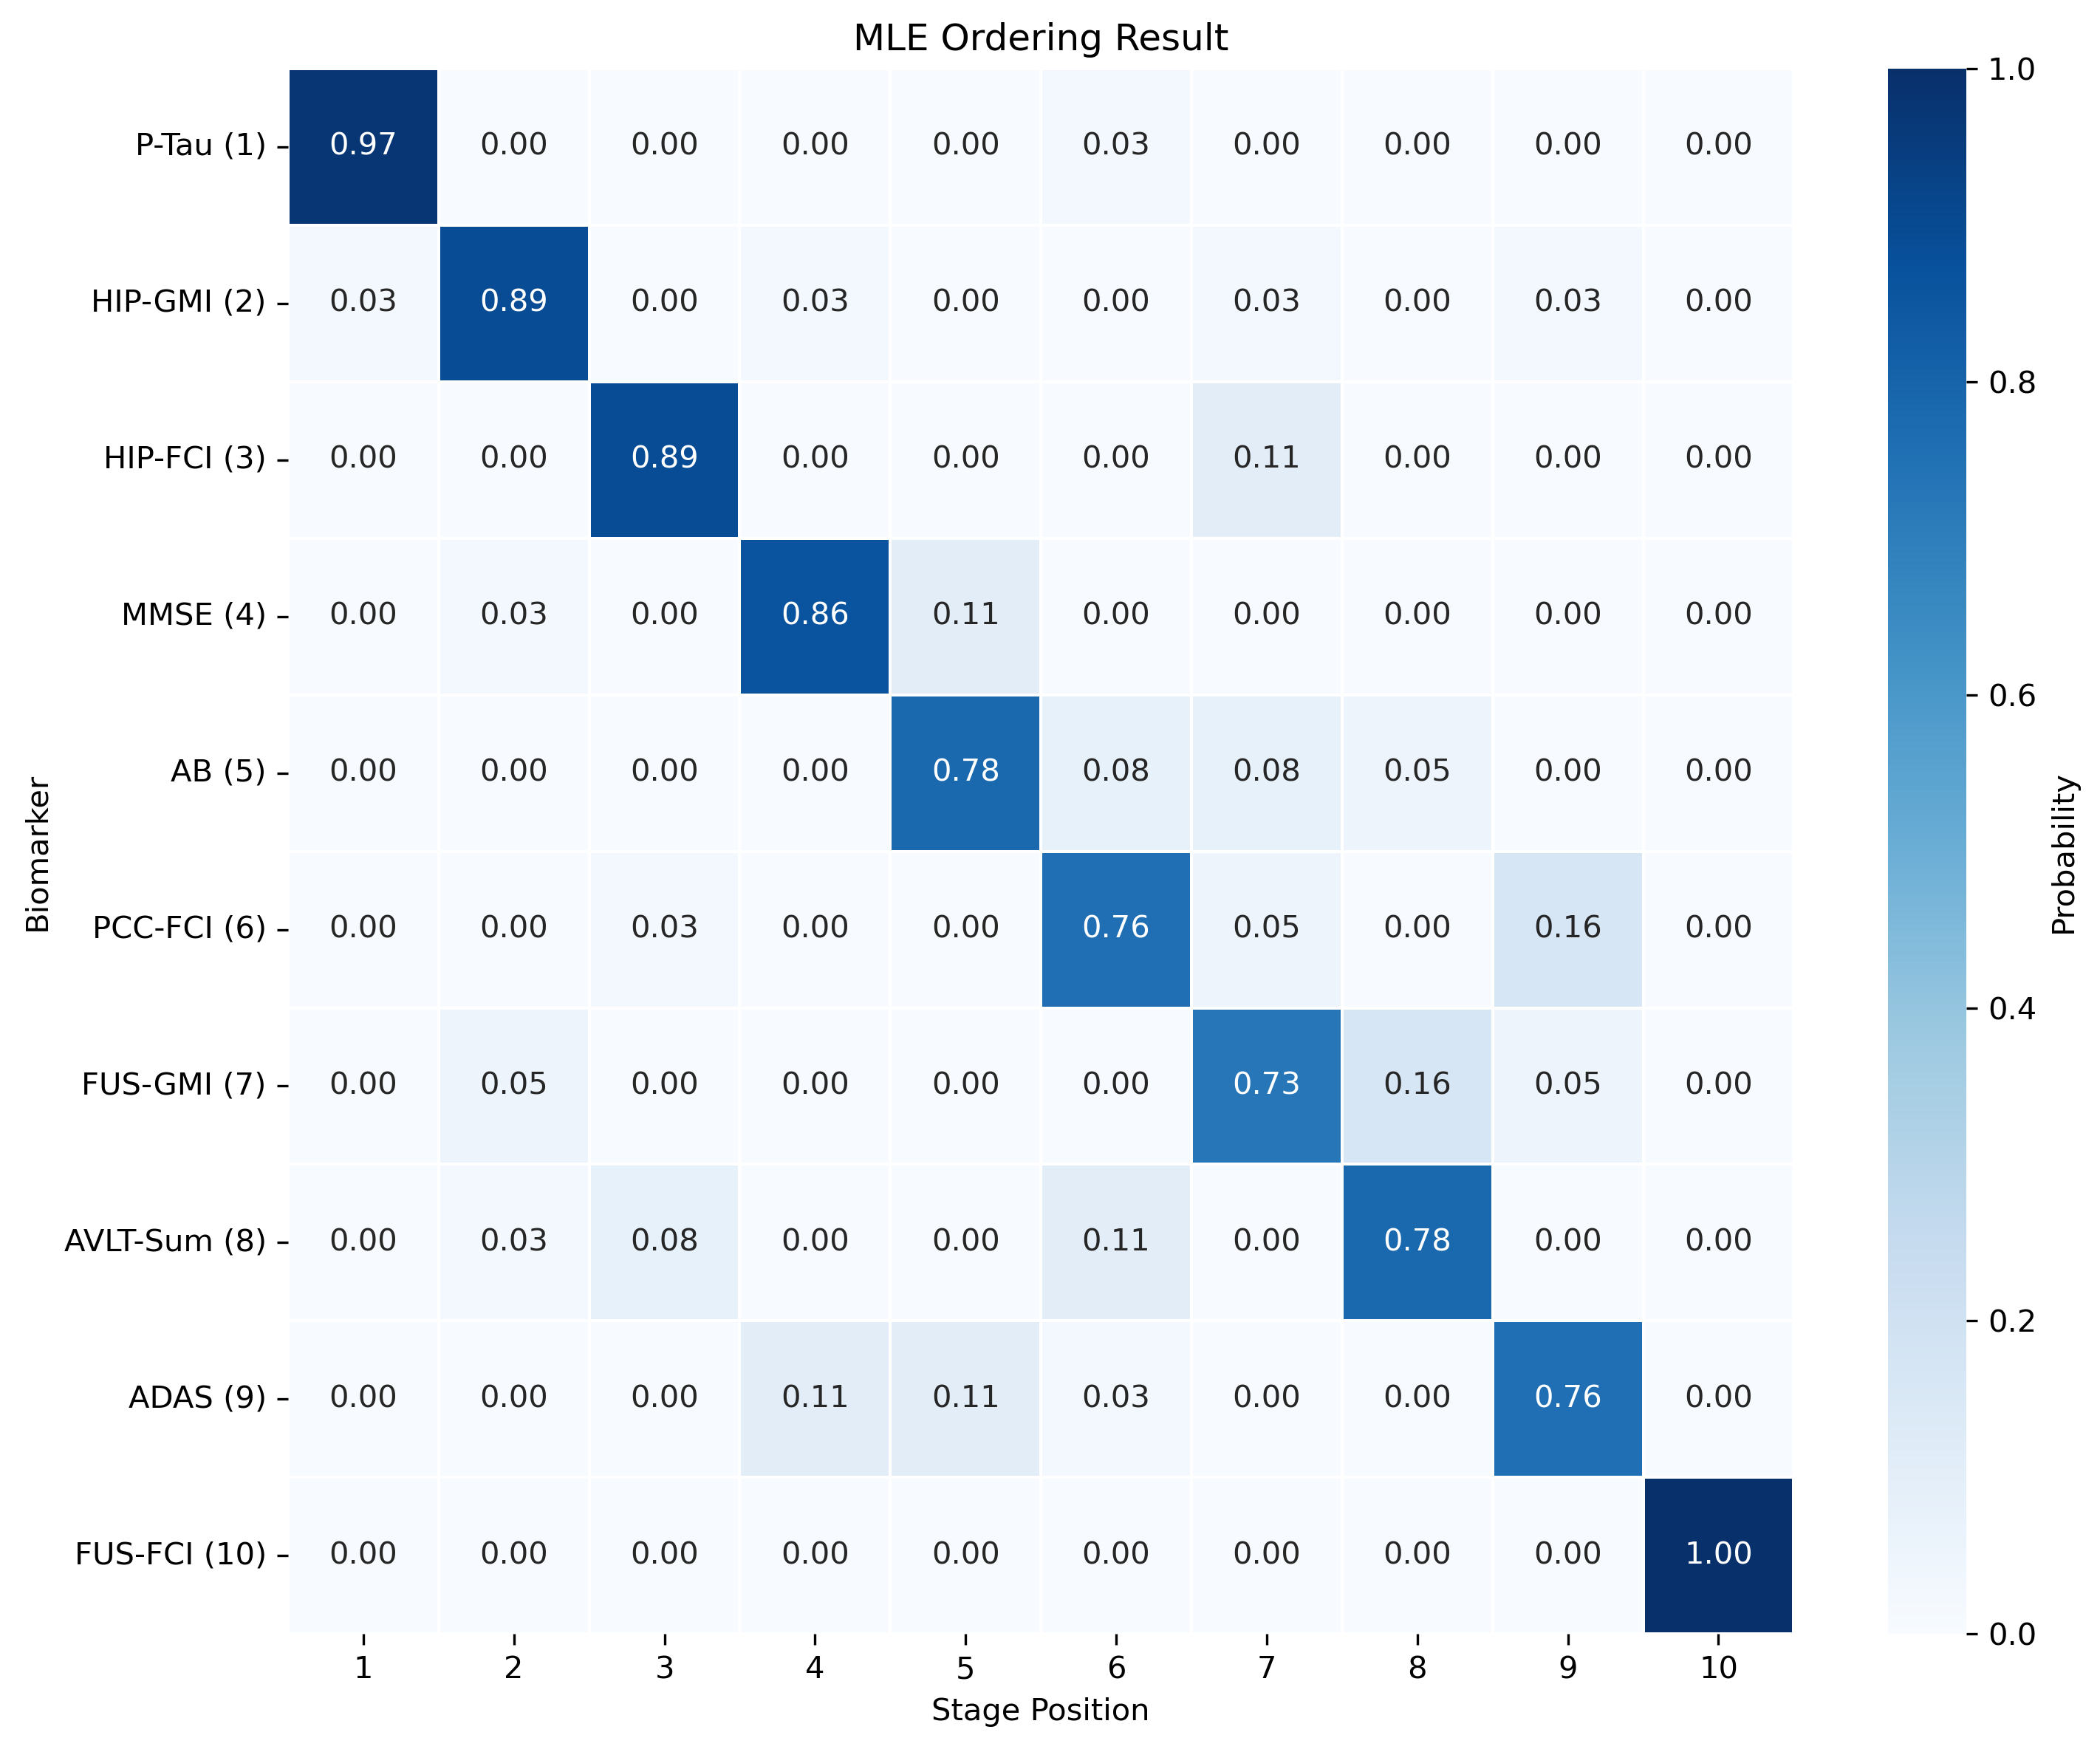 MLE Ordering Result
P-Tau (1) 0.97 0.00 0.00 0.00 0.00 0.03 0.00 0.00 0.00 0.00
HIP-GMI (2) 0.03 0.89 0.00 0.03 0.00 0.00 0.03 0.00 0.03 0.00
HIP-FCI (3) 0.00 0.00 0.89 0.00 0.00 0.00 0.11 0.00 0.00 0.00
MMSE (4) 0.00 0.03 0.00 0.86 0.11 0.00 0.00 0.00 0.00 0.00
AB (5) 0.00 0.00 0.00 0.00 0.78 0.08 0.08 0.05 0.00 0.00
PCC-FCI (6) 0.00 0.00 0.03 0.00 0.00 0.76 0.05 0.00 0.16 0.00
FUS-GMI (7) 0.00 0.05 0.00 0.00 0.00 0.00 0.73 0.16 0.05 0.00
AVLT-Sum (8) 0.00 0.03 0.08 0.00 0.00 0.11 0.00 0.78 0.00 0.00
ADAS (9) 0.00 0.00 0.00 0.11 0.11 0.03 0.00 0.00 0.76 0.00
FUS-FCI (10) 0.00 0.00 0.00 0.00 0.00 0.00 0.00 0.00 0.00 1.00
1 2 3 4 5 6 7 8 9 10
Stage Position
Biomarker
1.0
0.8
0.6
0.4
0.2
0.0
Probability